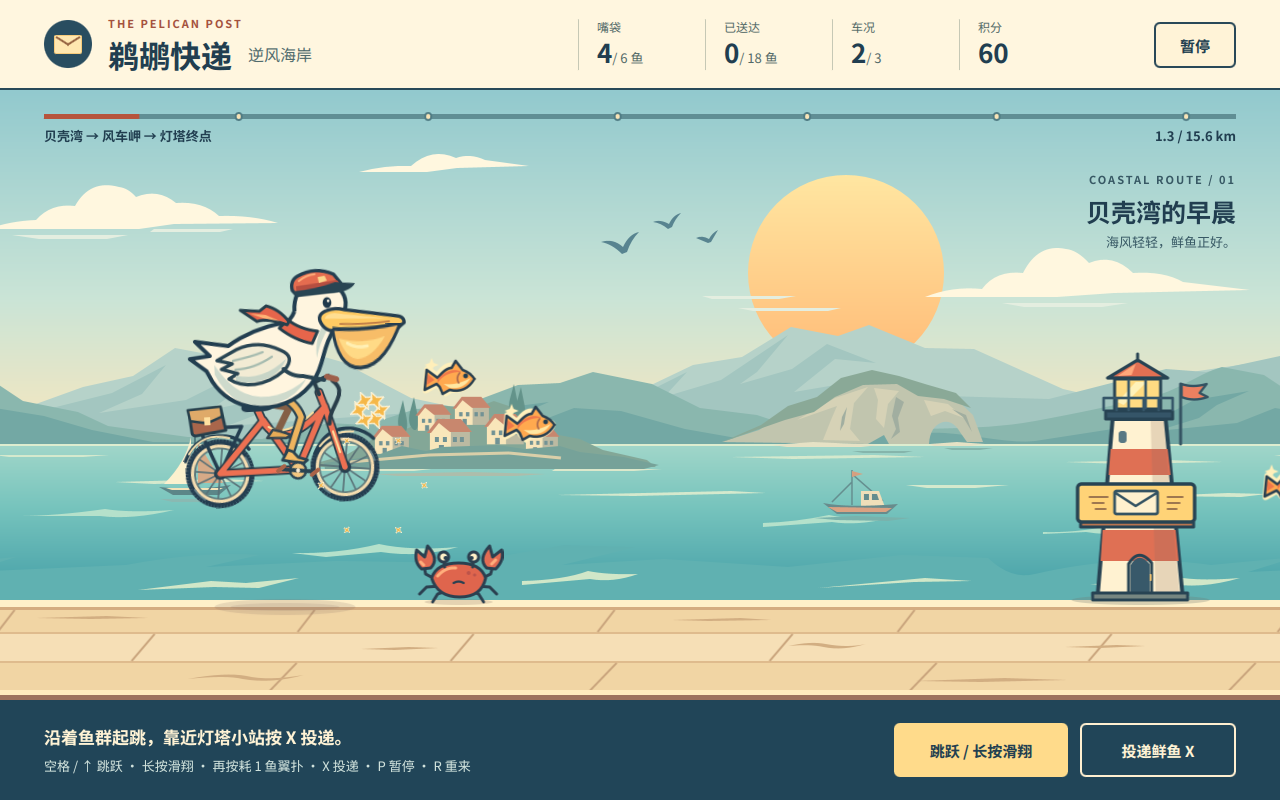 THE PELICAN POST
鹈鹕快递 逆风海岸
嘴袋
4/ 6 鱼
已送达
0/ 18 鱼
车况
2/ 3
积分
60
暂停
贝壳湾 → 风车岬 → 灯塔终点
1.3 / 15.6 km
COASTAL ROUTE / 01
贝壳湾的早晨
海风轻轻，鲜鱼正好。
沿着鱼群起跳，靠近灯塔小站按 X 投递。
空格 / ↑ 跳跃 · 长按滑翔 · 再按耗 1 鱼翼扑 · X 投递 · P 暂停 · R 重来
跳跃 / 长按滑翔
投递鲜鱼 X